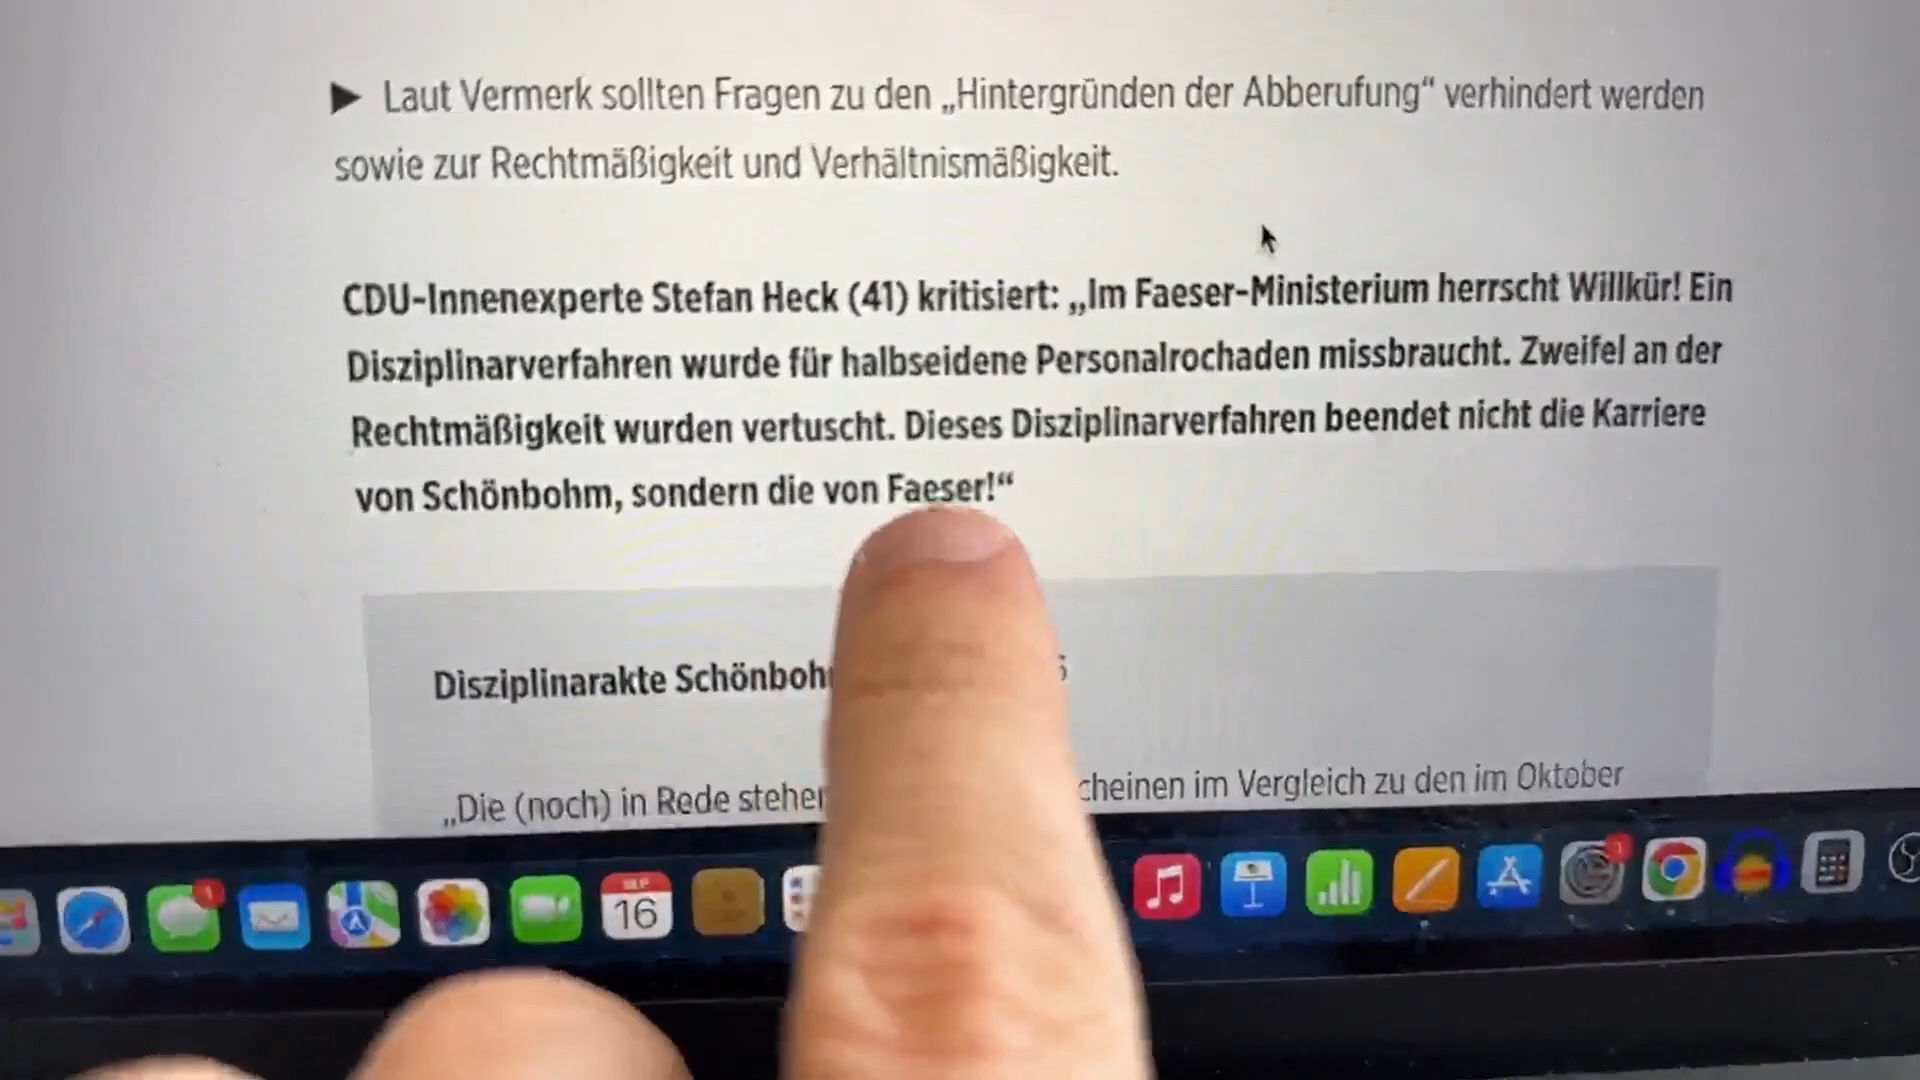 ► Laut Vermerk sollten Fragen zu den „Hintergründen der Abberufung“ verhindert werden
sowie zur Rechtmäßigkeit und Verhältnismäßigkeit.
CDU-Innenexperte Stefan Heck (41) kritisiert: „Im Faeser-Ministerium herrscht Willkür! Ein
Disziplinarverfahren wurde für halbseidene Personalrochaden missbraucht. Zweifel an der
Rechtmäßigkeit wurden vertuscht. Dieses Disziplinarverfahren beendet nicht die Karriere
von Schönbohm, sondern die von Faeser!“
Disziplinarakte
„Die (noch) in Rede im Vergleich zu den im Oktober
SEP
16
1
1